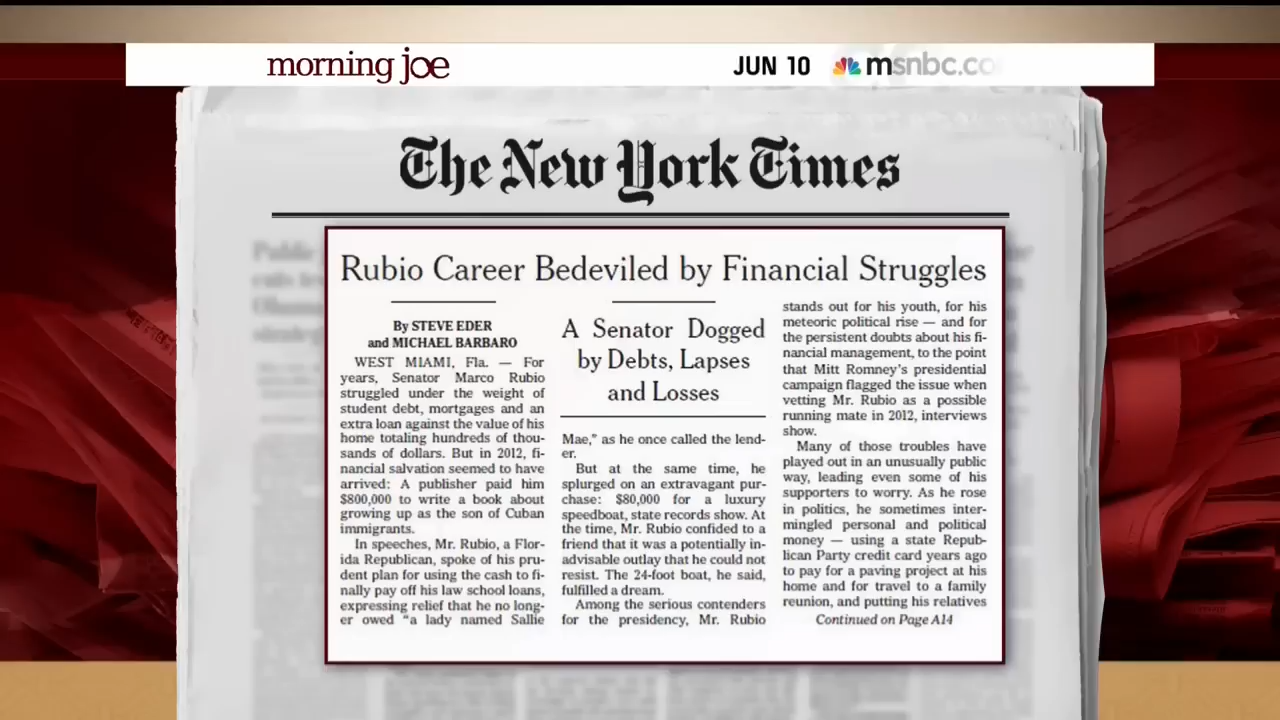 morning joe
JUN 10 msnbc.co
The New York Times
Rubio Career Bedeviled by Financial Struggles
By STEVE EDER
and MICHAEL BARBARO
WEST MIAMI, Fla. — For
years, Senator Marco Rubio
struggled under the weight of
student debt, mortgages and an
extra loan against the value of his
home totaling hundreds of thou-
sands of dollars. But in 2012, fi-
nancial salvation seemed to have
arrived: A publisher paid him
$800,000 to write a book about
growing up as the son of Cuban
immigrants.
In speeches, Mr. Rubio, a Flor-
ida Republican, spoke of his pru-
dent plan for using the cash to fi-
nally pay off his law school loans,
expressing relief that he no long-
er owed “a lady named Sallie
A Senator Dogged
by Debts, Lapses
and Losses
Mae,” as he once called the lend-
er.
But at the same time, he
splurged on an extravagant pur-
chase: $80,000 for a luxury
speedboat, state records show. At
the time, Mr. Rubio confided to a
friend that it was a potentially in-
advisable outlay that he could not
resist. The 24-foot boat, he said,
fulfilled a dream.
Among the serious contenders
for the presidency, Mr. Rubio
stands out for his youth, for his
meteoric political rise — and for
the persistent doubts about his fi-
nancial management, to the point
that Mitt Romney’s presidential
campaign flagged the issue when
vetting Mr. Rubio as a possible
running mate in 2012, interviews
show.
Many of those troubles have
played out in an unusually public
way, leading even some of his
supporters to worry. As he rose
in politics, he sometimes inter-
mingled personal and political
money — using a state Repub-
lican Party credit card years ago
to pay for a paving project at his
home and for travel to a family
reunion, and putting his relatives
Continued on Page A14